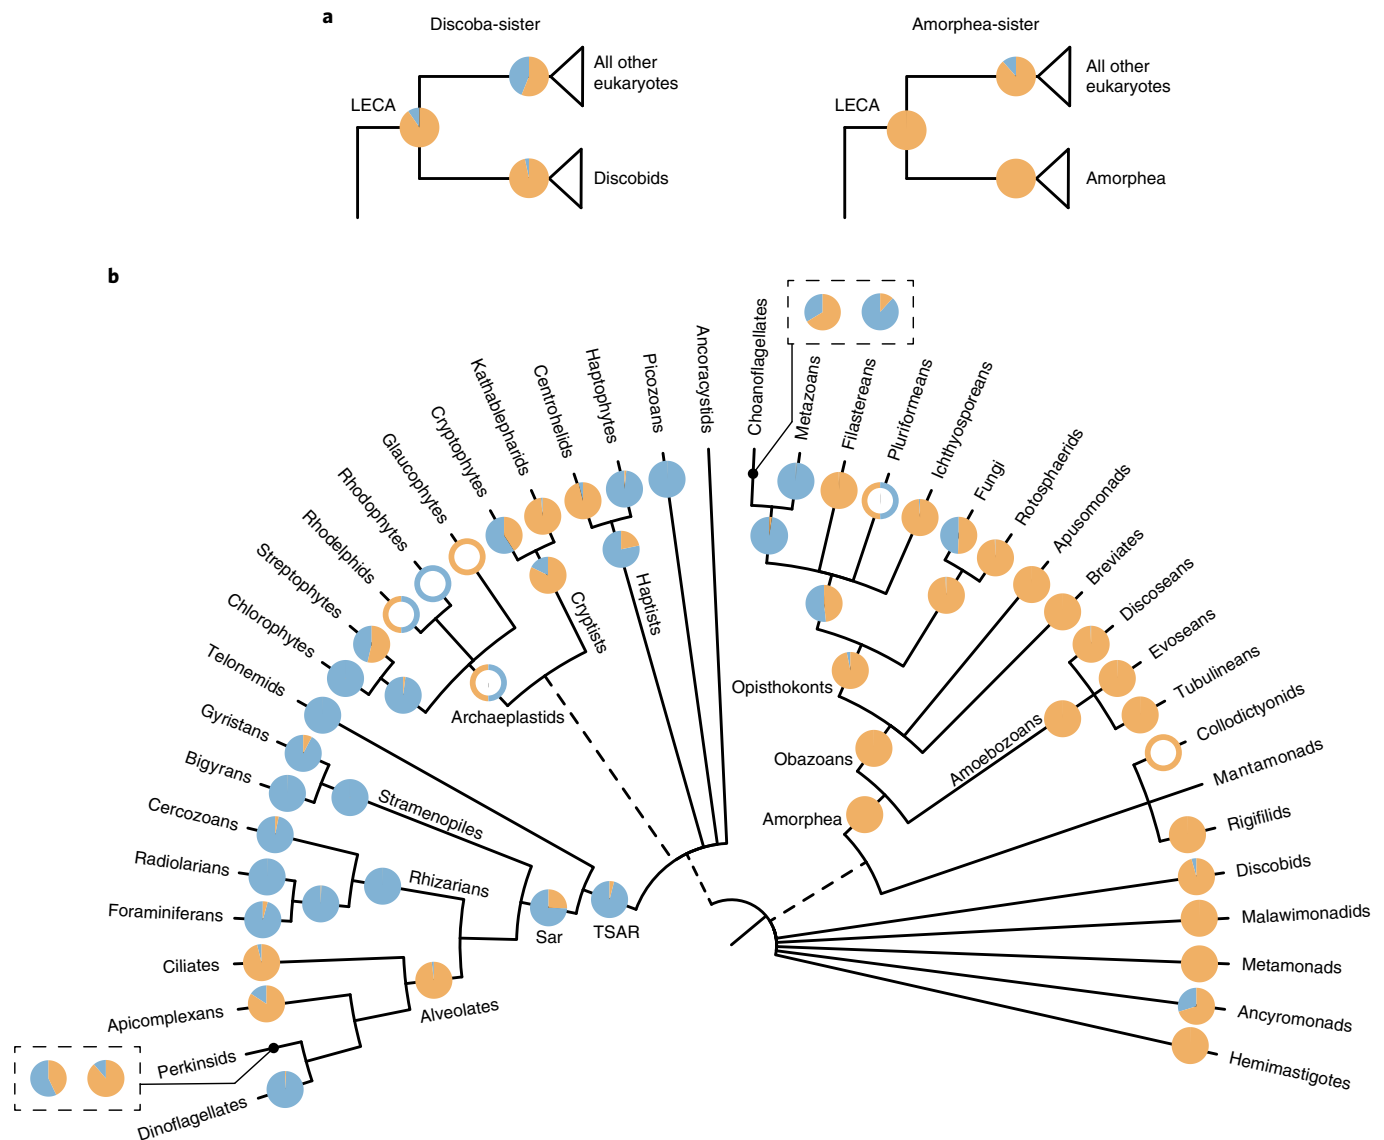 a
Discoba-sister
Amorphea-sister
All other
eukaryotes
LECA
Discobids
All other
eukaryotes
LECA
Amorphea
b
Dinoflagellates
Perkinsids
Apicomplexans
Ciliates
Foraminiferans
Radiolarians
Cercozoans
Bigyrans
Gyristans
Telonemids
Chlorophytes
Streptophytes
Rhodelphids
Rhodophytes
Glaucophytes
Cryptophytes
Kathablepharids
Centrohelids
Haptophytes
Picozoans
Ancoracystids
Choanoflagellates
Metazoans
Filastereans
Pluriformeans
Ichthyosporeans
Fungi
Rotosphaerids
Apusomonads
Breviates
Discoseans
Evoseans
Tubulineans
Collodictyonids
Mantamonads
Rigifilids
Discobids
Malawimonadids
Metamonads
Ancyromonads
Hemimastigotes
Haptists
Cryptists
Archaeplastids
Stramenopiles
Rhizarians
Sar
TSAR
Alveolates
Opisthokonts
Obazoans
Amoebozoans
Amorphea